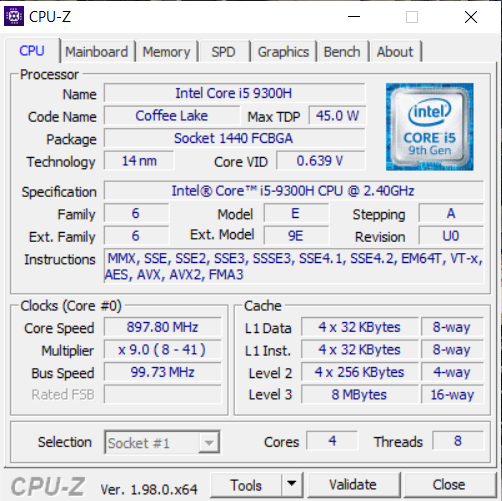 CPU-Z
CPU Mainboard Memory SPD Graphics Bench About
Processor
Name Intel Core i5 9300H
Code Name Coffee Lake Max TDP 45.0 W
Package Socket 1440 FCBGA
Technology 14 nm Core VID 0.639 V
intel
CORE i5
9th Gen
Specification Intel® Core™ i5-9300H CPU @ 2.40GHz
Family 6 Model E Stepping A
Ext. Family 6 Ext. Model 9E Revision U0
Instructions MMX, SSE, SSE2, SSE3, SSSE3, SSE4.1, SSE4.2, EM64T, VT-x,
AES, AVX, AVX2, FMA3
Clocks (Core #0)
Core Speed 897.80 MHz
Multiplier x 9.0 ( 8 - 41 )
Bus Speed 99.73 MHz
Rated FSB
Cache
L1 Data 4 x 32 KBytes 8-way
L1 Inst. 4 x 32 KBytes 8-way
Level 2 4 x 256 KBytes 4-way
Level 3 8 MBytes 16-way
Selection Socket #1 Cores 4 Threads 8
CPU-Z Ver. 1.98.0.x64 Tools Validate Close